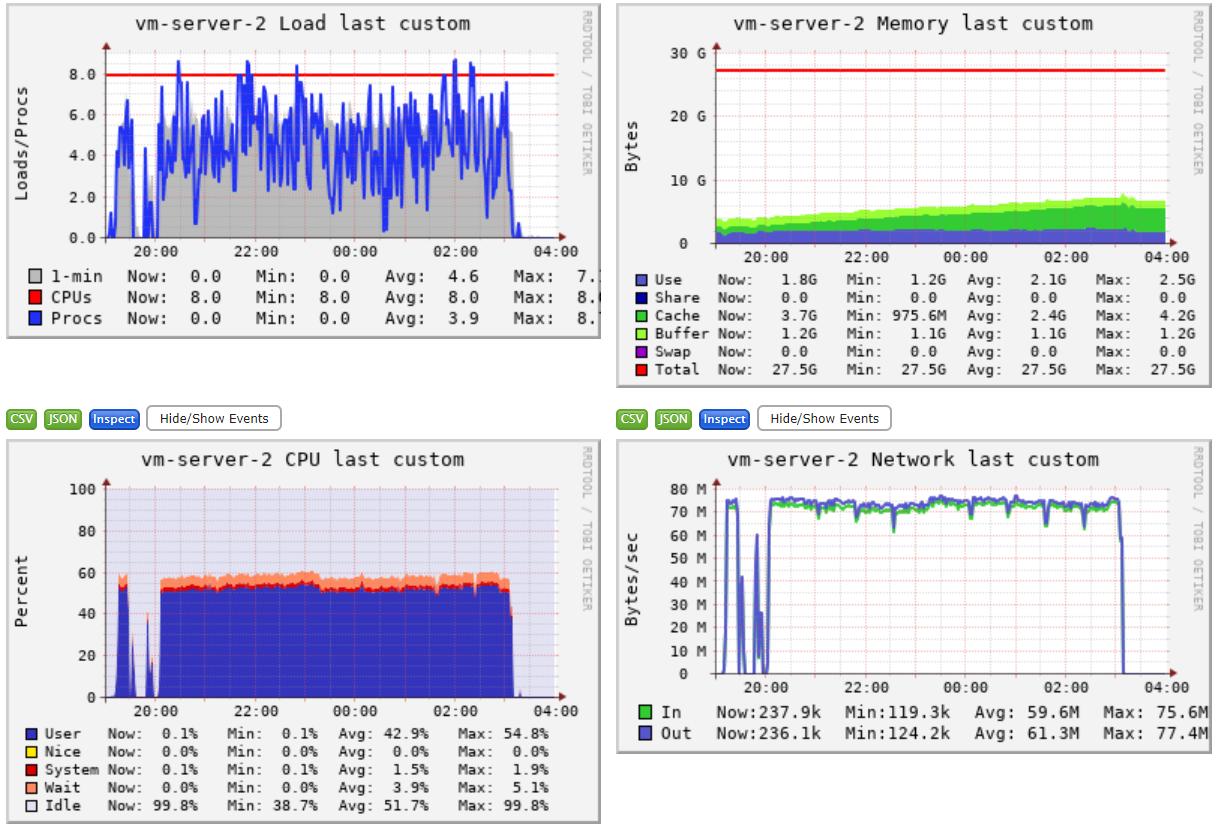 vm-server-2 Load last custom
RRDTOOL / TOBI OETIKER
Loads/Procs
8.0
6.0
4.0
2.0
0.0
20:00 22:00 00:00 02:00 04:00
1-min Now: 0.0 Min: 0.0 Avg: 4.6 Max: 7.
CPUs Now: 8.0 Min: 8.0 Avg: 8.0 Max: 8.
Procs Now: 0.0 Min: 0.0 Avg: 3.9 Max: 8.
vm-server-2 Memory last custom
RRDTOOL / TOBI OETIKER
Bytes
30 G
20 G
10 G
0
20:00 22:00 00:00 02:00 04:00
Use Now: 1.8G Min: 1.2G Avg: 2.1G Max: 2.5G
Share Now: 0.0 Min: 0.0 Avg: 0.0 Max: 0.0
Cache Now: 3.7G Min: 975.6M Avg: 2.4G Max: 4.2G
Buffer Now: 1.2G Min: 1.1G Avg: 1.1G Max: 1.2G
Swap Now: 0.0 Min: 0.0 Avg: 0.0 Max: 0.0
Total Now: 27.5G Min: 27.5G Avg: 27.5G Max: 27.5G
CSV JSON Inspect Hide/Show Events
CSV JSON Inspect Hide/Show Events
vm-server-2 CPU last custom
RRDTOOL / TOBI OETIKER
Percent
100
80
60
40
20
0
20:00 22:00 00:00 02:00 04:00
User Now: 0.1% Min: 0.1% Avg: 42.9% Max: 54.8%
Nice Now: 0.0% Min: 0.0% Avg: 0.0% Max: 0.0%
System Now: 0.1% Min: 0.1% Avg: 1.5% Max: 1.9%
Wait Now: 0.0% Min: 0.0% Avg: 3.9% Max: 5.1%
Idle Now: 99.8% Min: 38.7% Avg: 51.7% Max: 99.8%
vm-server-2 Network last custom
RRDTOOL / TOBI OETIKER
Bytes/sec
80 M
70 M
60 M
50 M
40 M
30 M
20 M
10 M
0
20:00 22:00 00:00 02:00 04:00
In Now:237.9k Min:119.3k Avg: 59.6M Max: 75.6M
Out Now:236.1k Min:124.2k Avg: 61.3M Max: 77.4M